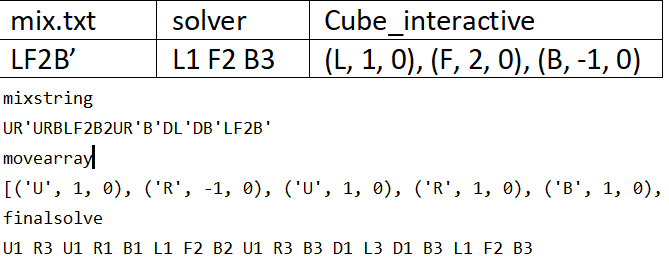 mix.txt solver Cube_interactive
LF2B’ L1 F2 B3 (L, 1, 0), (F, 2, 0), (B, -1, 0)
mixstring
UR'URBLF2B2UR'B'DL'DB'LF2B'
movearray
[('U', 1, 0), ('R', -1, 0), ('U', 1, 0), ('R', 1, 0), ('B', 1, 0),
finalsolve
U1 R3 U1 R1 B1 L1 F2 B2 U1 R3 B3 D1 L3 D1 B3 L1 F2 B3